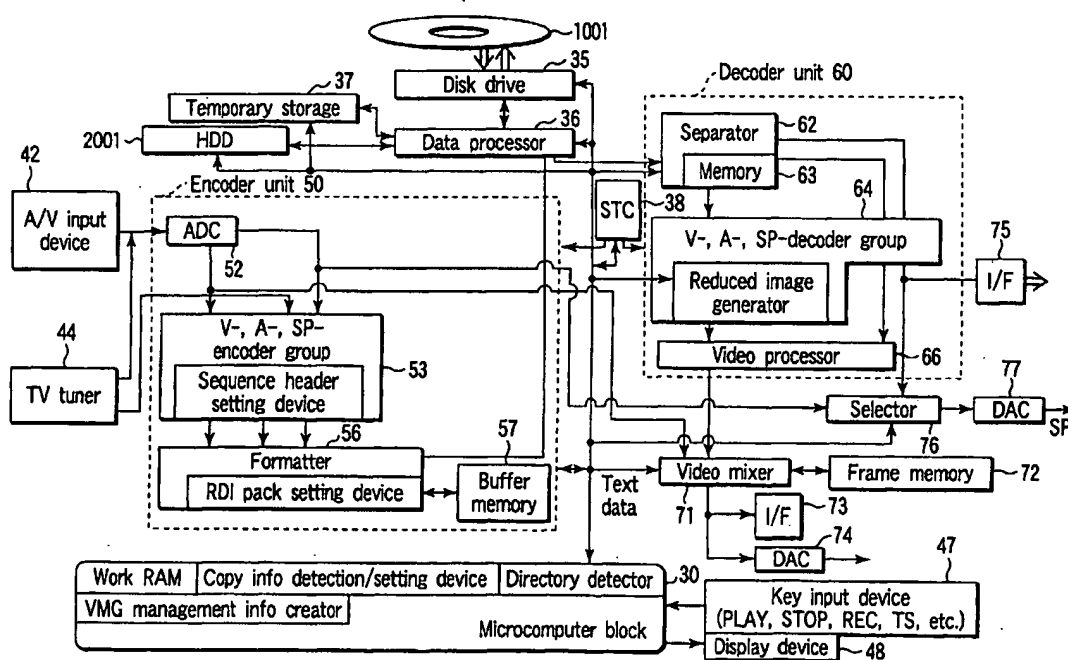 1001
35
Disk drive
37
Temporary storage
2001
HDD
36
Data processor
Decoder unit 60
Separator
62
Memory
63
42
A/V input
device
Encoder unit 50
ADC
52
STC
38
64
V-, A-, SP-decoder group
Reduced image
generator
75
I/F
44
TV tuner
V-, A-, SP-
encoder group
53
Sequence header
setting device
Video processor
66
77
Selector
76
DAC
SP
56
Formatter
RDI pack setting device
57
Buffer
memory
Text
data
Video mixer
71
Frame memory
72
I/F
73
74
DAC
Work RAM
Copy info detection/setting device
Directory detector
30
VMG management info creator
Microcomputer block
47
Key input device
(PLAY, STOP, REC, TS, etc.)
Display device
48